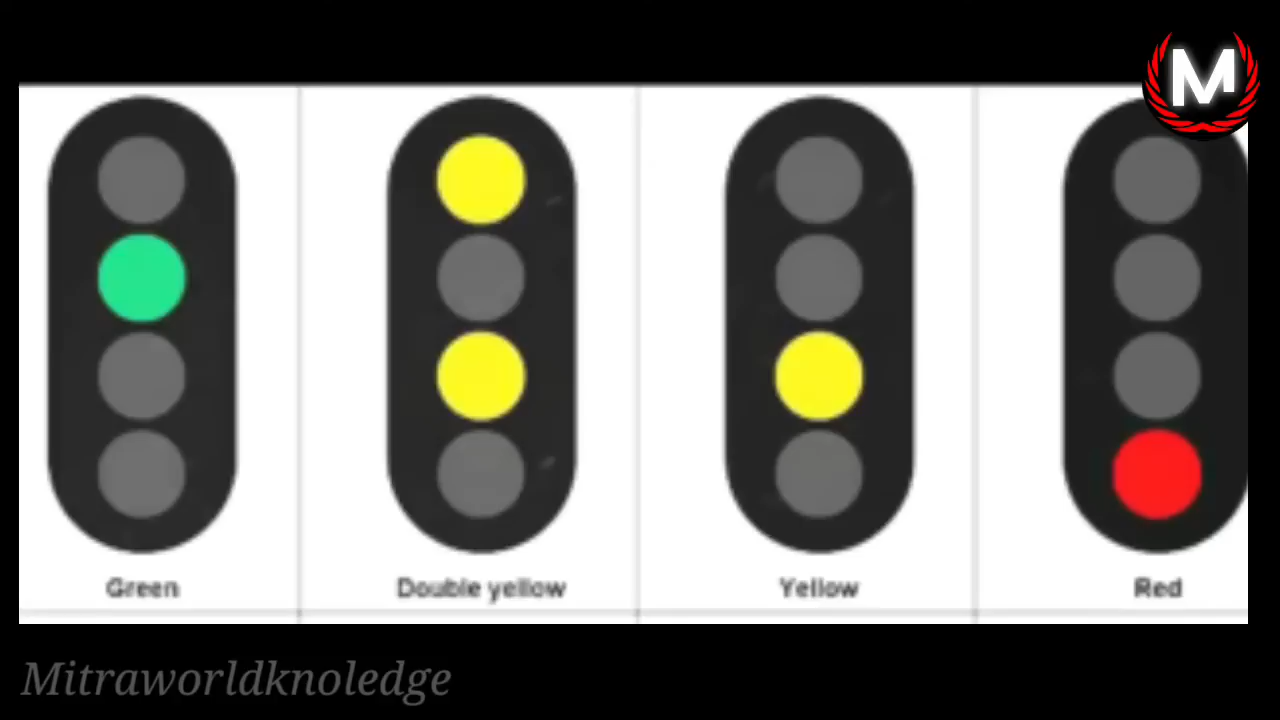 M
Green
Double yellow
Yellow
Red
Mitraworldknoledge